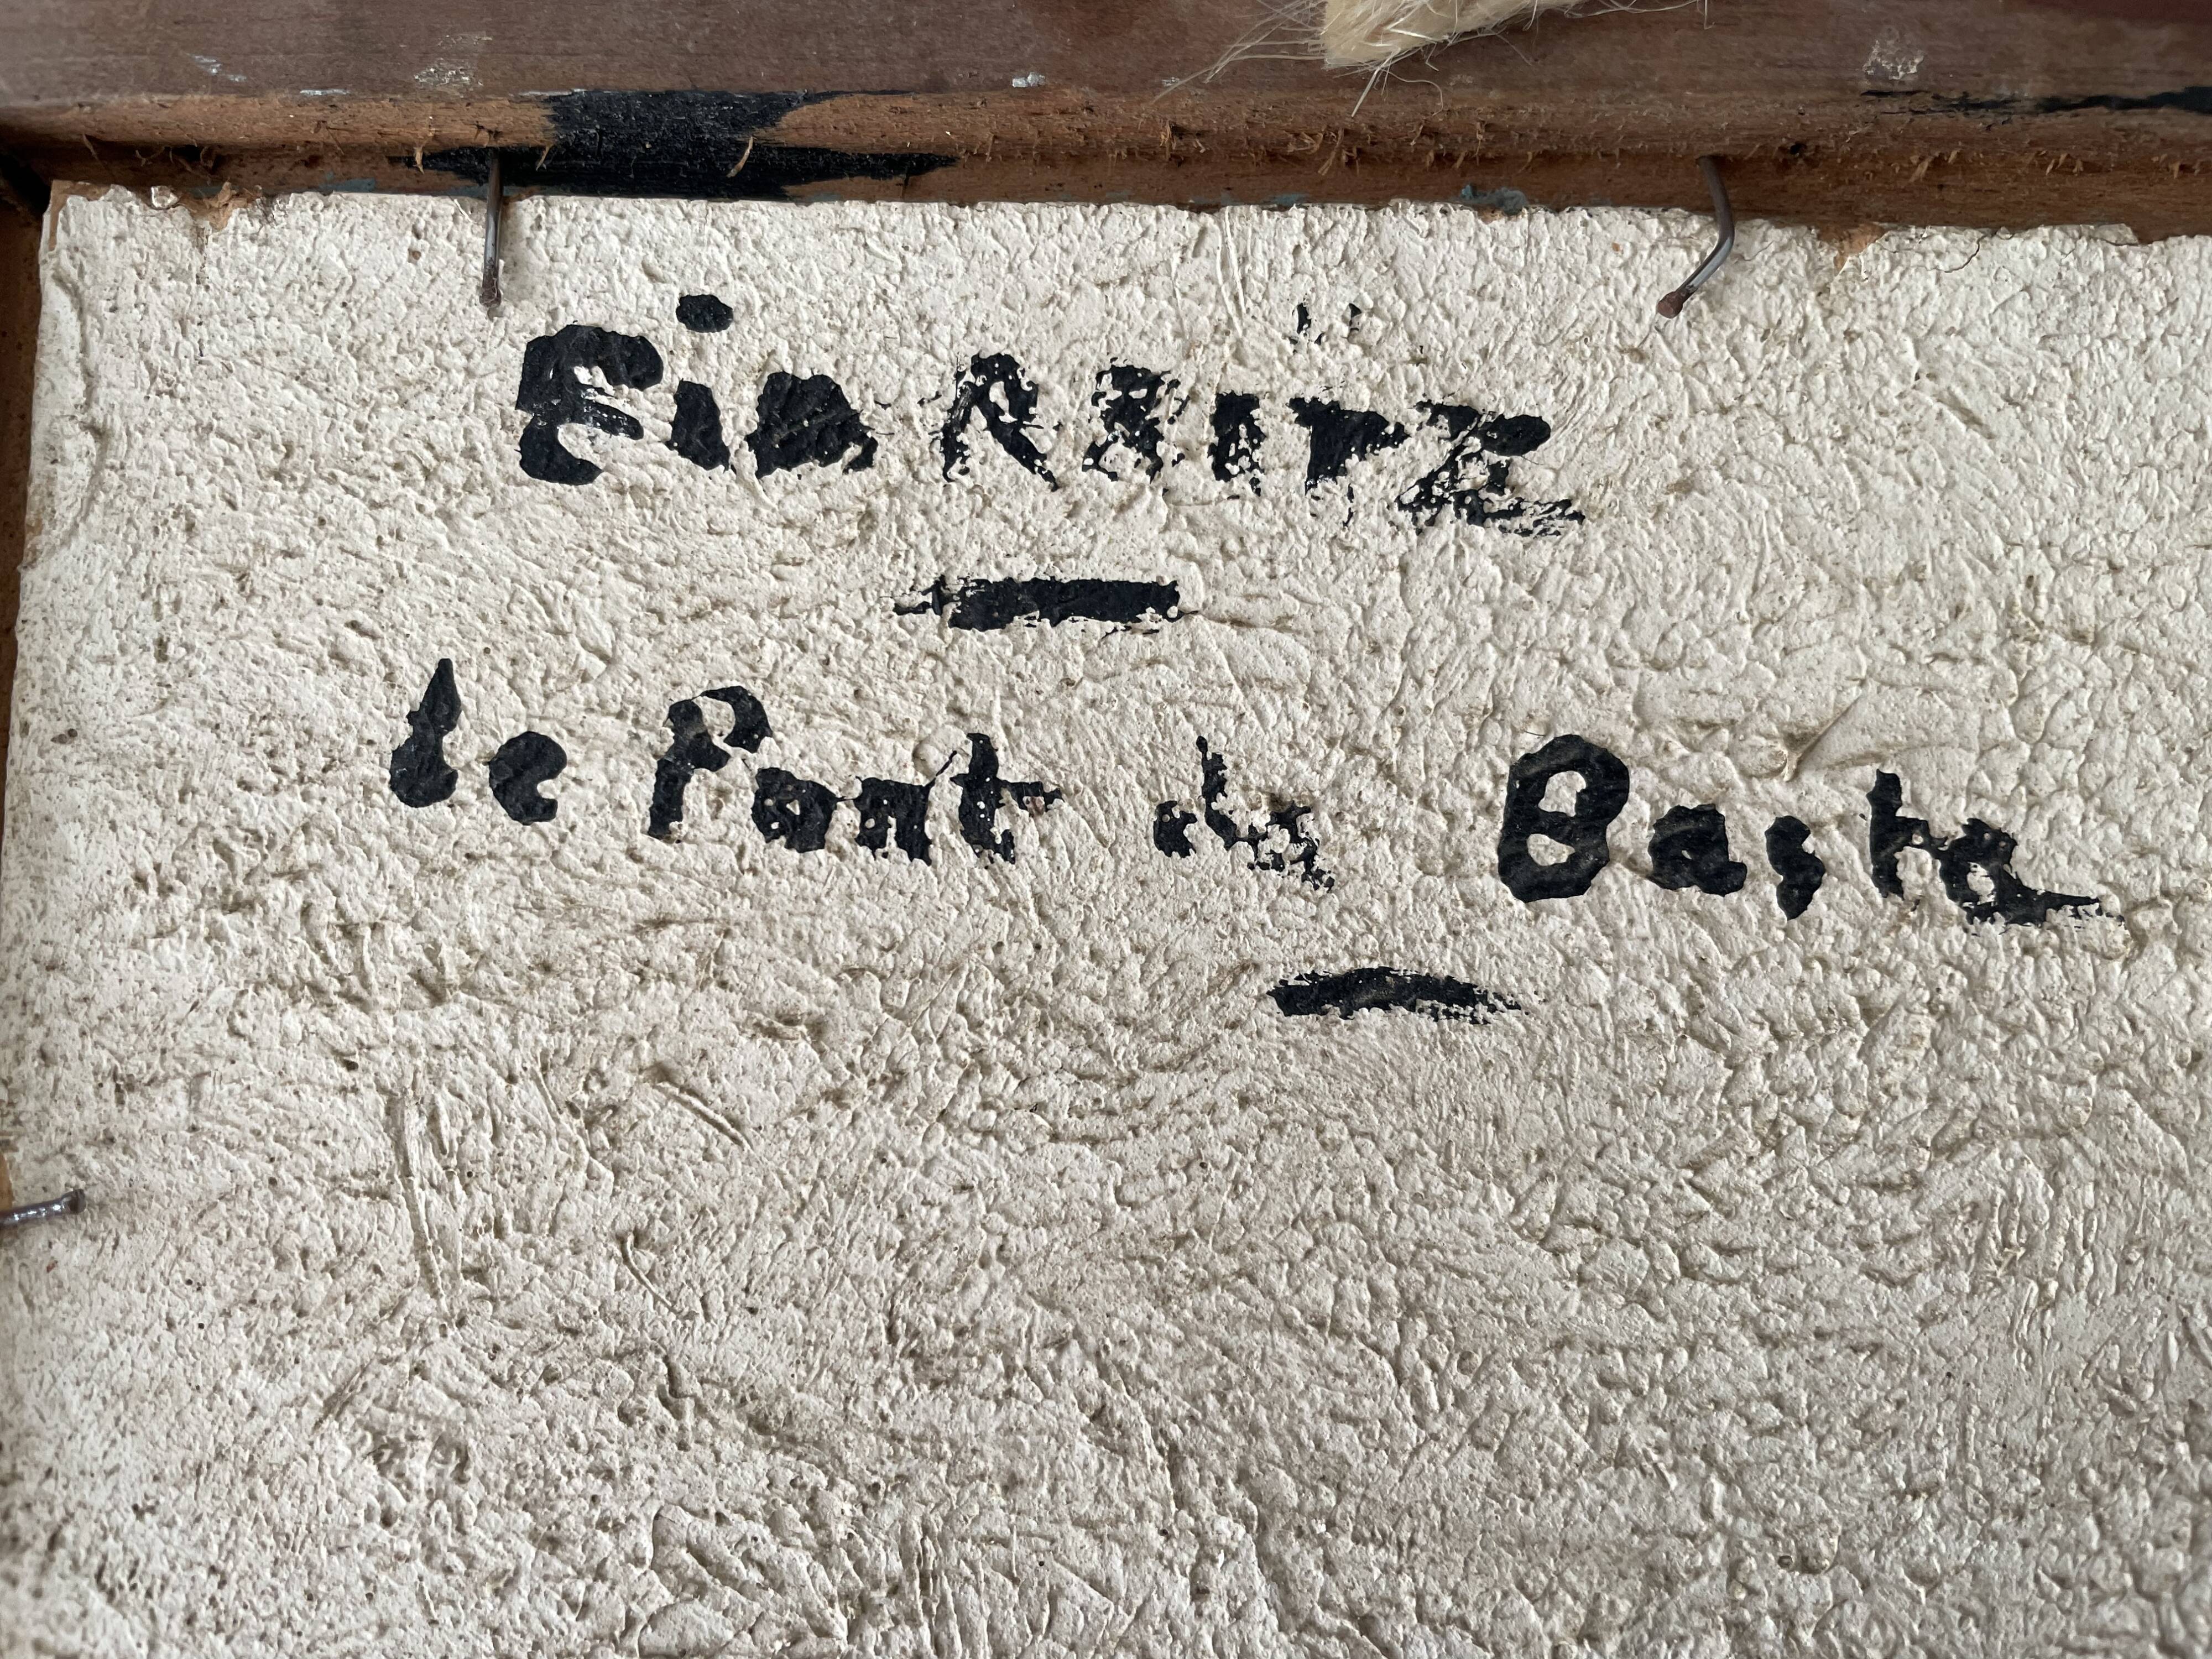 BiaRRiTZ
le Pont du Basta